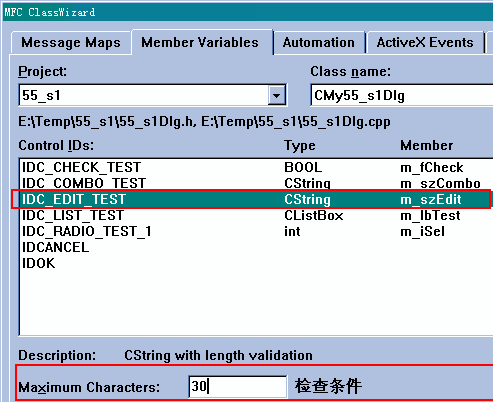 MFC ClassWizard
Message Maps Member Variables Automation ActiveX Events
Project: Class name:
55_s1 CMy55_s1Dlg
E:\Temp\55_s1\55_s1Dlg.h, E:\Temp\55_s1\55_s1Dlg.cpp
Control IDs: Type Member
IDC_CHECK_TEST BOOL m_fCheck
IDC_COMBO_TEST CString m_szCombo
IDC_EDIT_TEST CString m_szEdit
IDC_LIST_TEST CListBox m_lbTest
IDC_RADIO_TEST_1 int m_iSel
IDCANCEL
IDOK
Description: CString with length validation
Maximum Characters: 30 检查条件